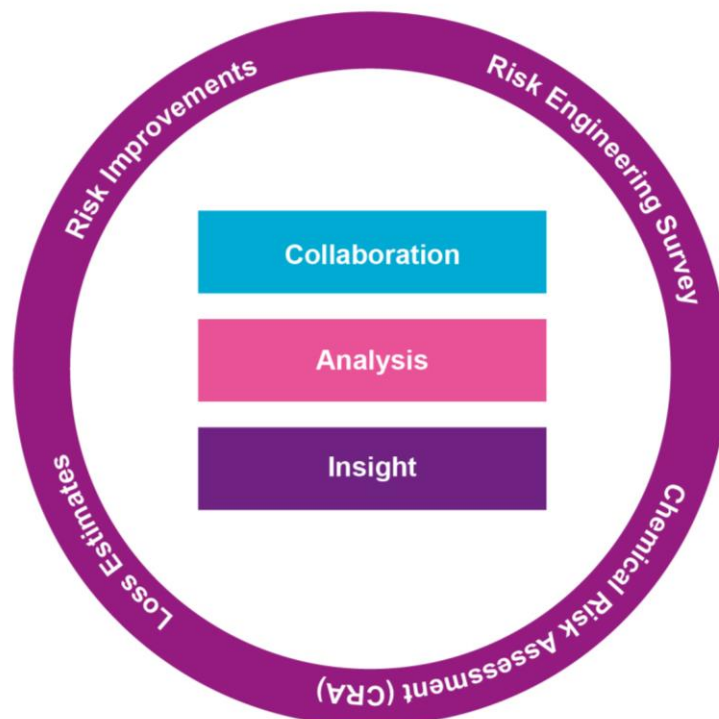 Risk Improvements
Risk Engineering Survey
Collaboration
Analysis
Insight
Loss Estimates
Chemical Risk Assessment (CRA)